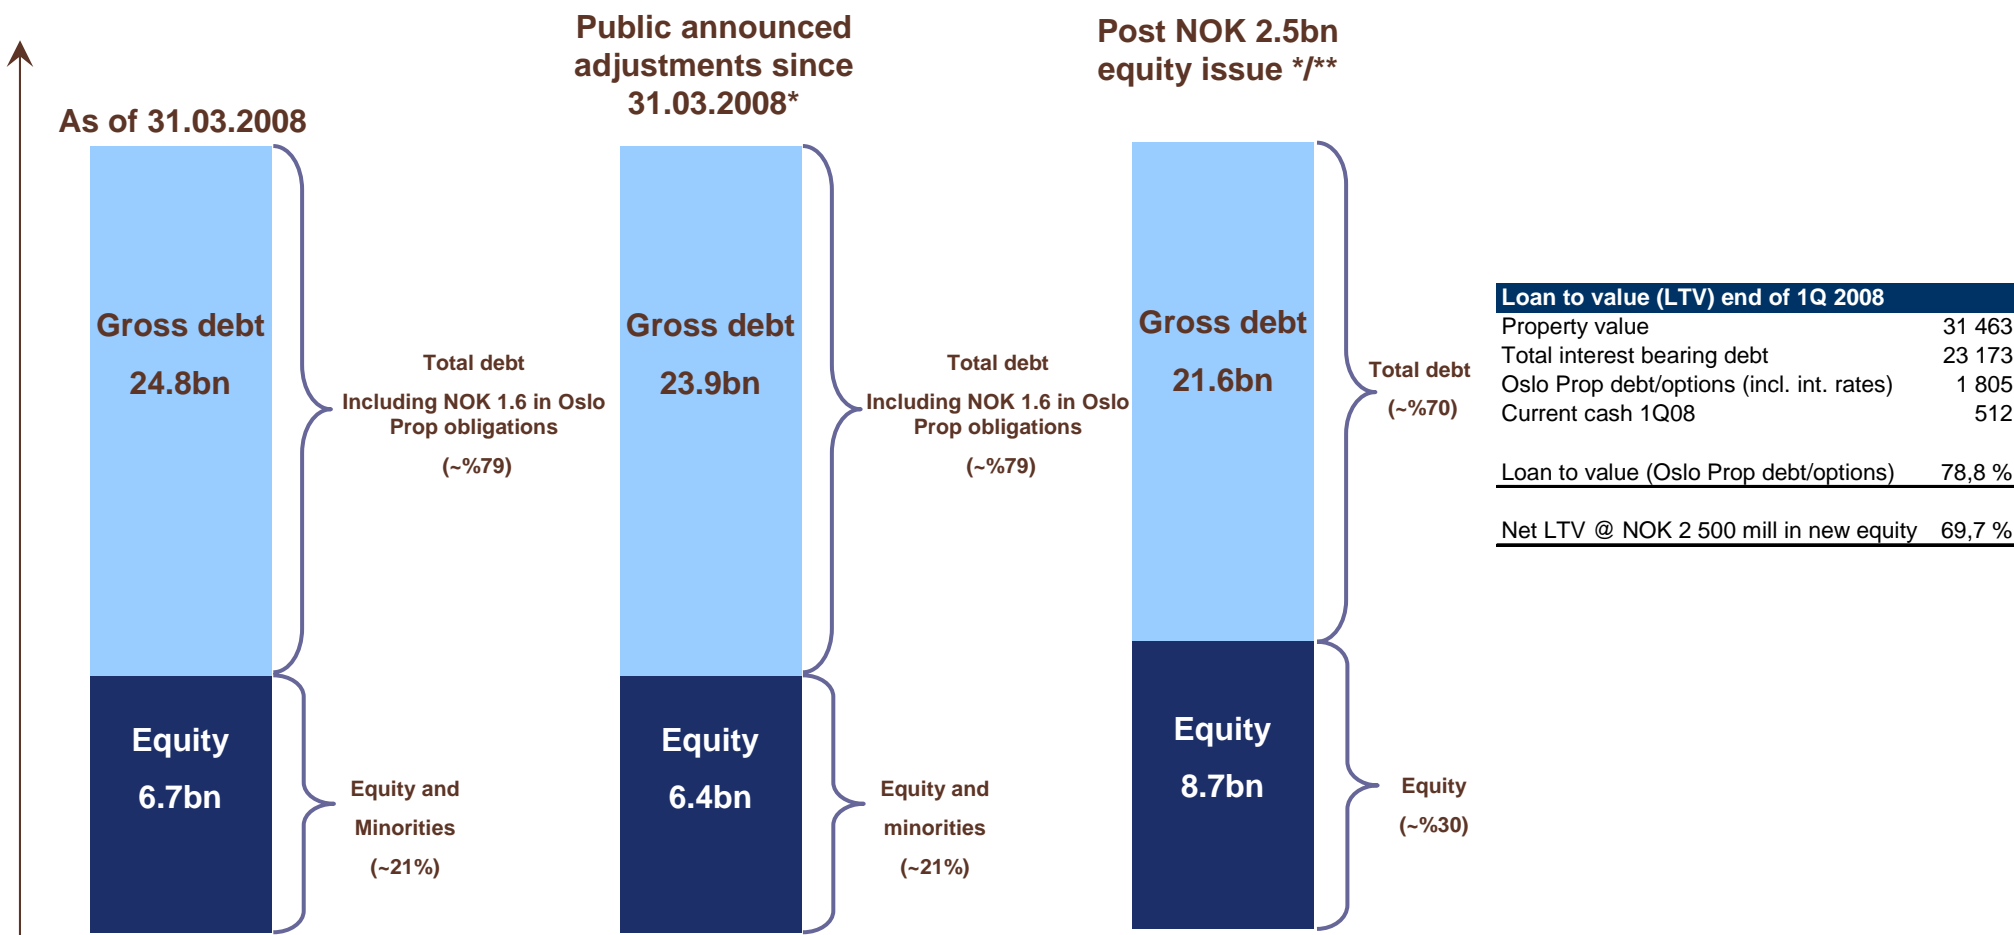 As of 31.03.2008
Gross debt
24.8bn
Total debt
Including NOK 1.6 in Oslo
Prop obligations
(~%79)
Equity
6.7bn
Equity and
Minorities
(~21%)
Public announced
adjustments since
31.03.2008*
Gross debt
23.9bn
Total debt
Including NOK 1.6 in Oslo
Prop obligations
(~%79)
Equity
6.4bn
Equity and
minorities
(~21%)
Post NOK 2.5bn
equity issue */**
Gross debt
21.6bn
Total debt
(~%70)
Equity
8.7bn
Equity
(~%30)
Loan to value (LTV) end of 1Q 2008
Property value 31 463
Total interest bearing debt 23 173
Oslo Prop debt/options (incl. int. rates) 1 805
Current cash 1Q08 512
Loan to value (Oslo Prop debt/options) 78,8 %
Net LTV @ NOK 2 500 mill in new equity 69,7 %